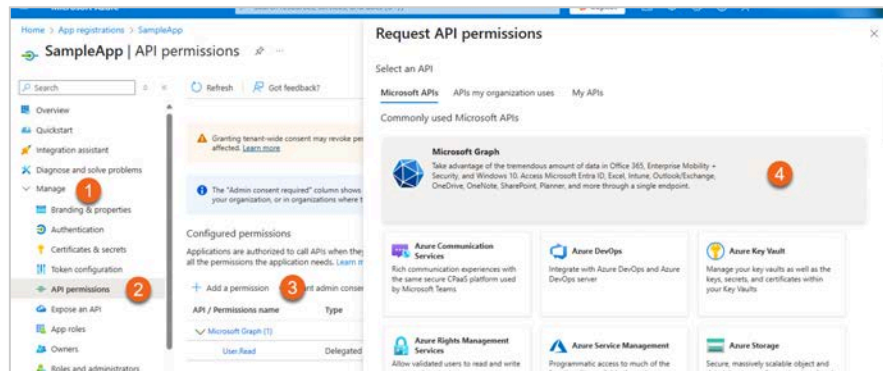 Microsoft Azure
Copilot
Home > App registrations > SampleApp
SampleApp | API permissions
Search
Overview
Quickstart
Integration assistant
Diagnose and solve problems
Manage
1
Branding & properties
Authentication
Certificates & secrets
Token configuration
API permissions
2
Expose an API
App roles
Owners
Roles and administrators
Refresh
Got feedback?
Granting tenant-wide consent may revoke
affected. Learn more
The "Admin consent required" column shows
your organization, or in organizations where
Configured permissions
Applications are authorized to call APIs when they
all the permissions the application needs. Learn
Add a permission
3
admin
API / Permissions name Type
Microsoft Graph (1)
User.Read Delegated
Request API permissions
Select an API
Microsoft APIs APIs my organization uses My APIs
Commonly used Microsoft APIs
Microsoft Graph
Take advantage of the tremendous amount of data in Office 365, Enterprise Mobility +
Security, and Windows 10. Access Microsoft Entra ID, Excel, Intune, Outlook/Exchange,
OneDrive, OneNote, SharePoint, Planner, and more through a single endpoint.
4
Azure Communication
Services
Rich communication experiences with
the same secure CPaaS platform used
by Microsoft Teams
Azure DevOps
Integrate with Azure DevOps and Azure
DevOps server
Azure Key Vault
Manage your key vaults as well as the
keys, secrets, and certificates within
your Key Vaults
Azure Rights Management
Services
Allow validated users to read and write
Azure Service Management
Programmatic access to much of the
Azure Storage
Secure, massively scalable object and